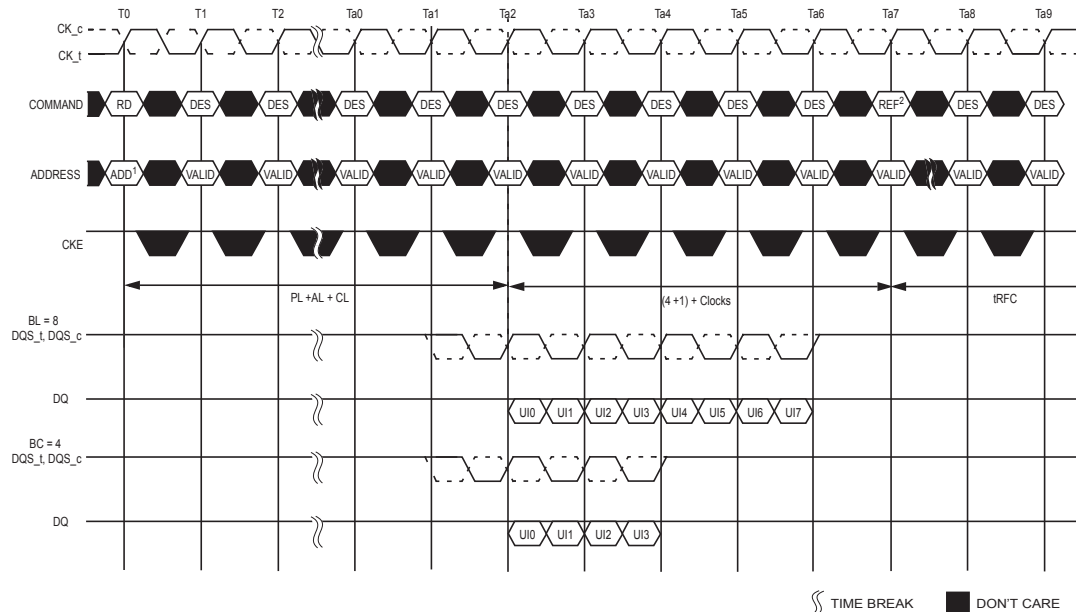 T0 T1 T2 Ta0 Ta1 Ta2 Ta3 Ta4 Ta5 Ta6 Ta7 Ta8 Ta9
CK_c
CK_t
COMMAND RD DES DES DES DES DES DES DES DES DES REF2 DES DES
ADDRESS ADD1 VALID VALID VALID VALID VALID VALID VALID VALID VALID VALID VALID VALID
CKE
PL +AL + CL (4 +1) + Clocks tRFC
BL = 8
DQS_t, DQS_c
DQ UI0 UI1 UI2 UI3 UI4 UI5 UI6 UI7
BC = 4
DQS_t, DQS_c
DQ UI0 UI1 UI2 UI3
TIME BREAK DON'T CARE